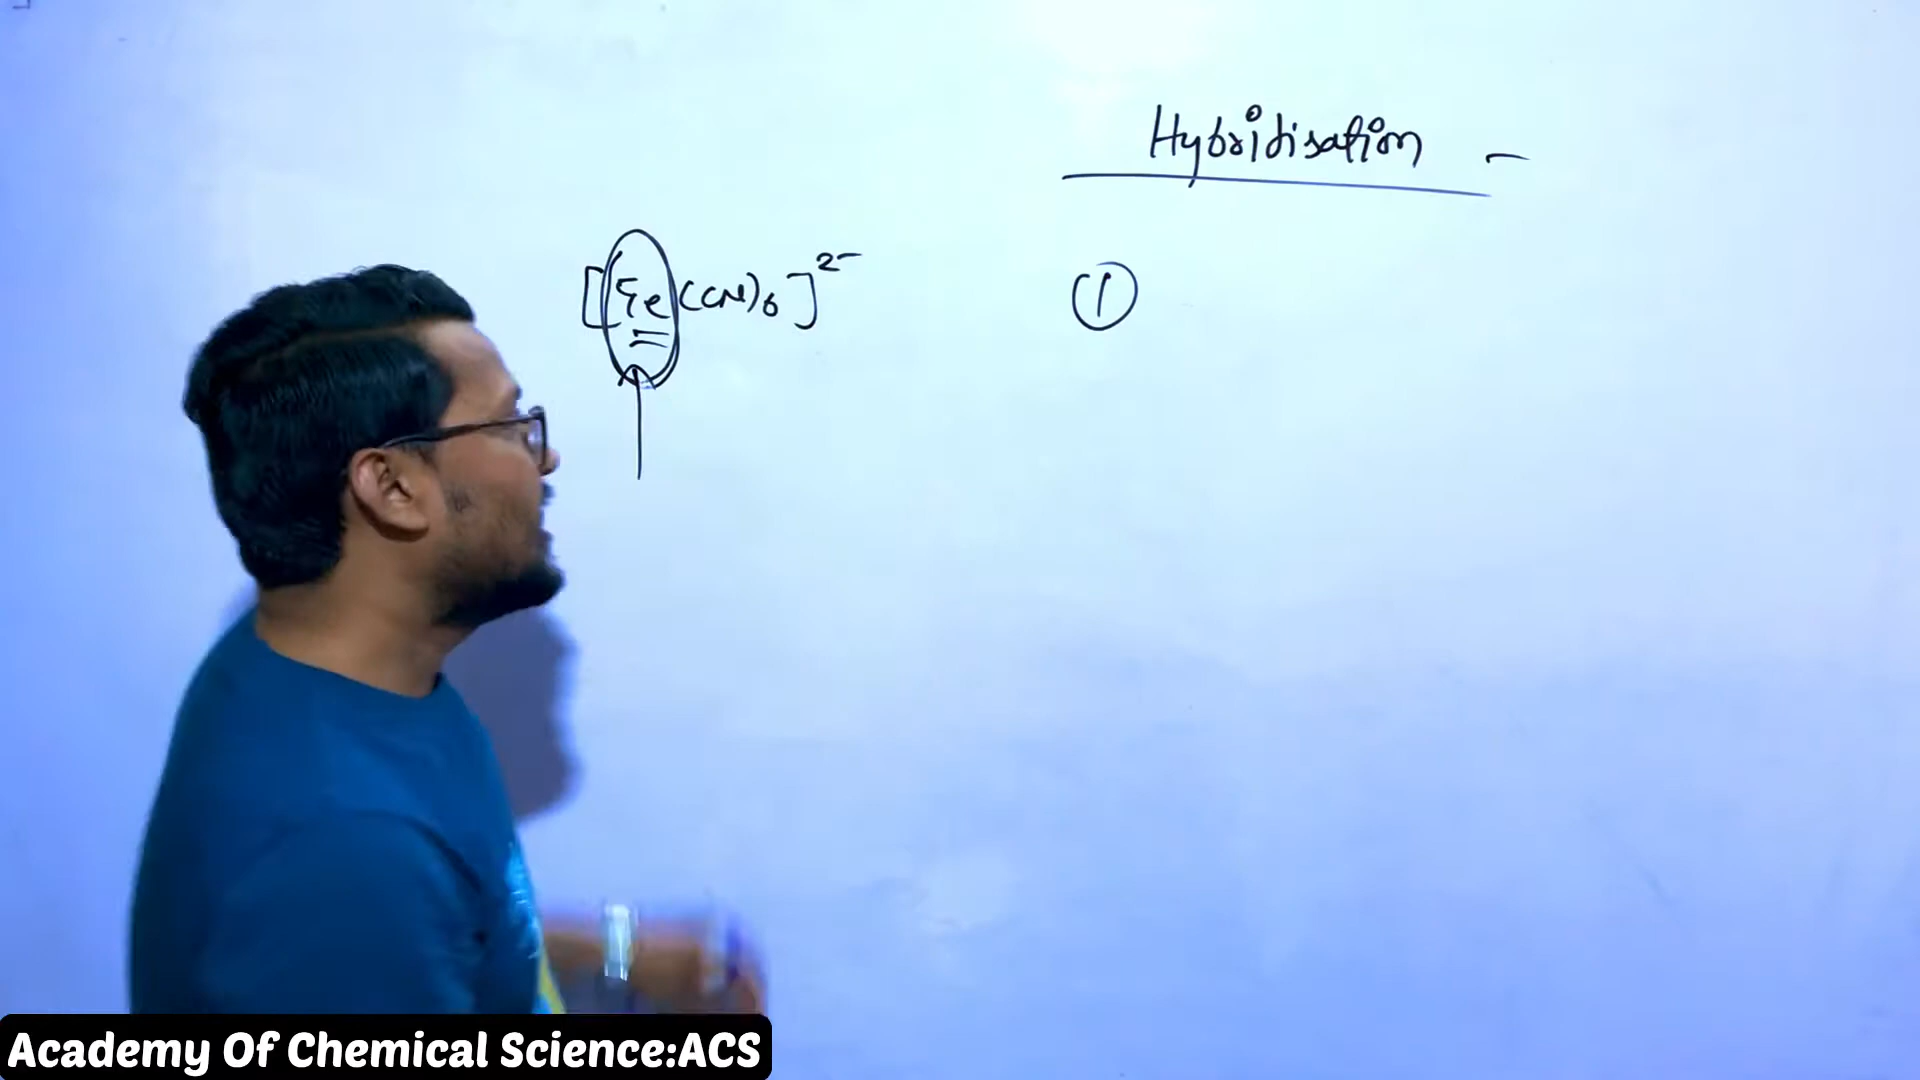 Hybridisation -
[Fe(CN)6]2-
①
Academy Of Chemical Science:ACS